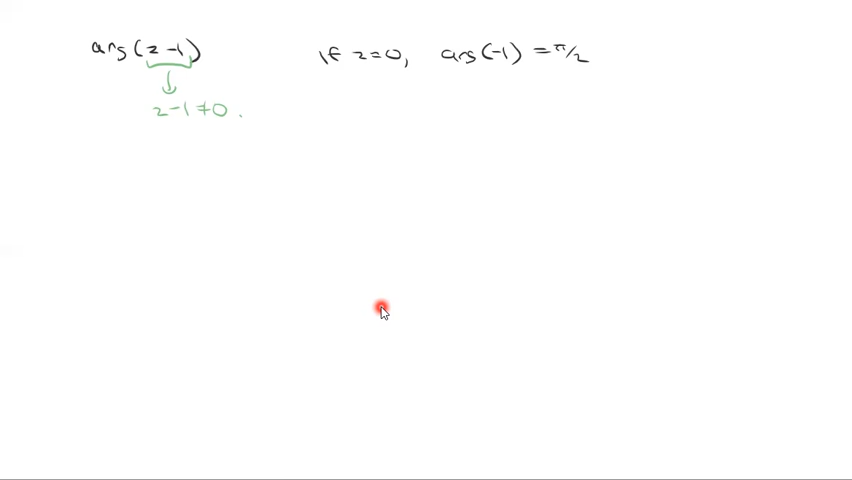 arg(z-1)
If z=0, arg(-1) = π/2
z-1≠0.